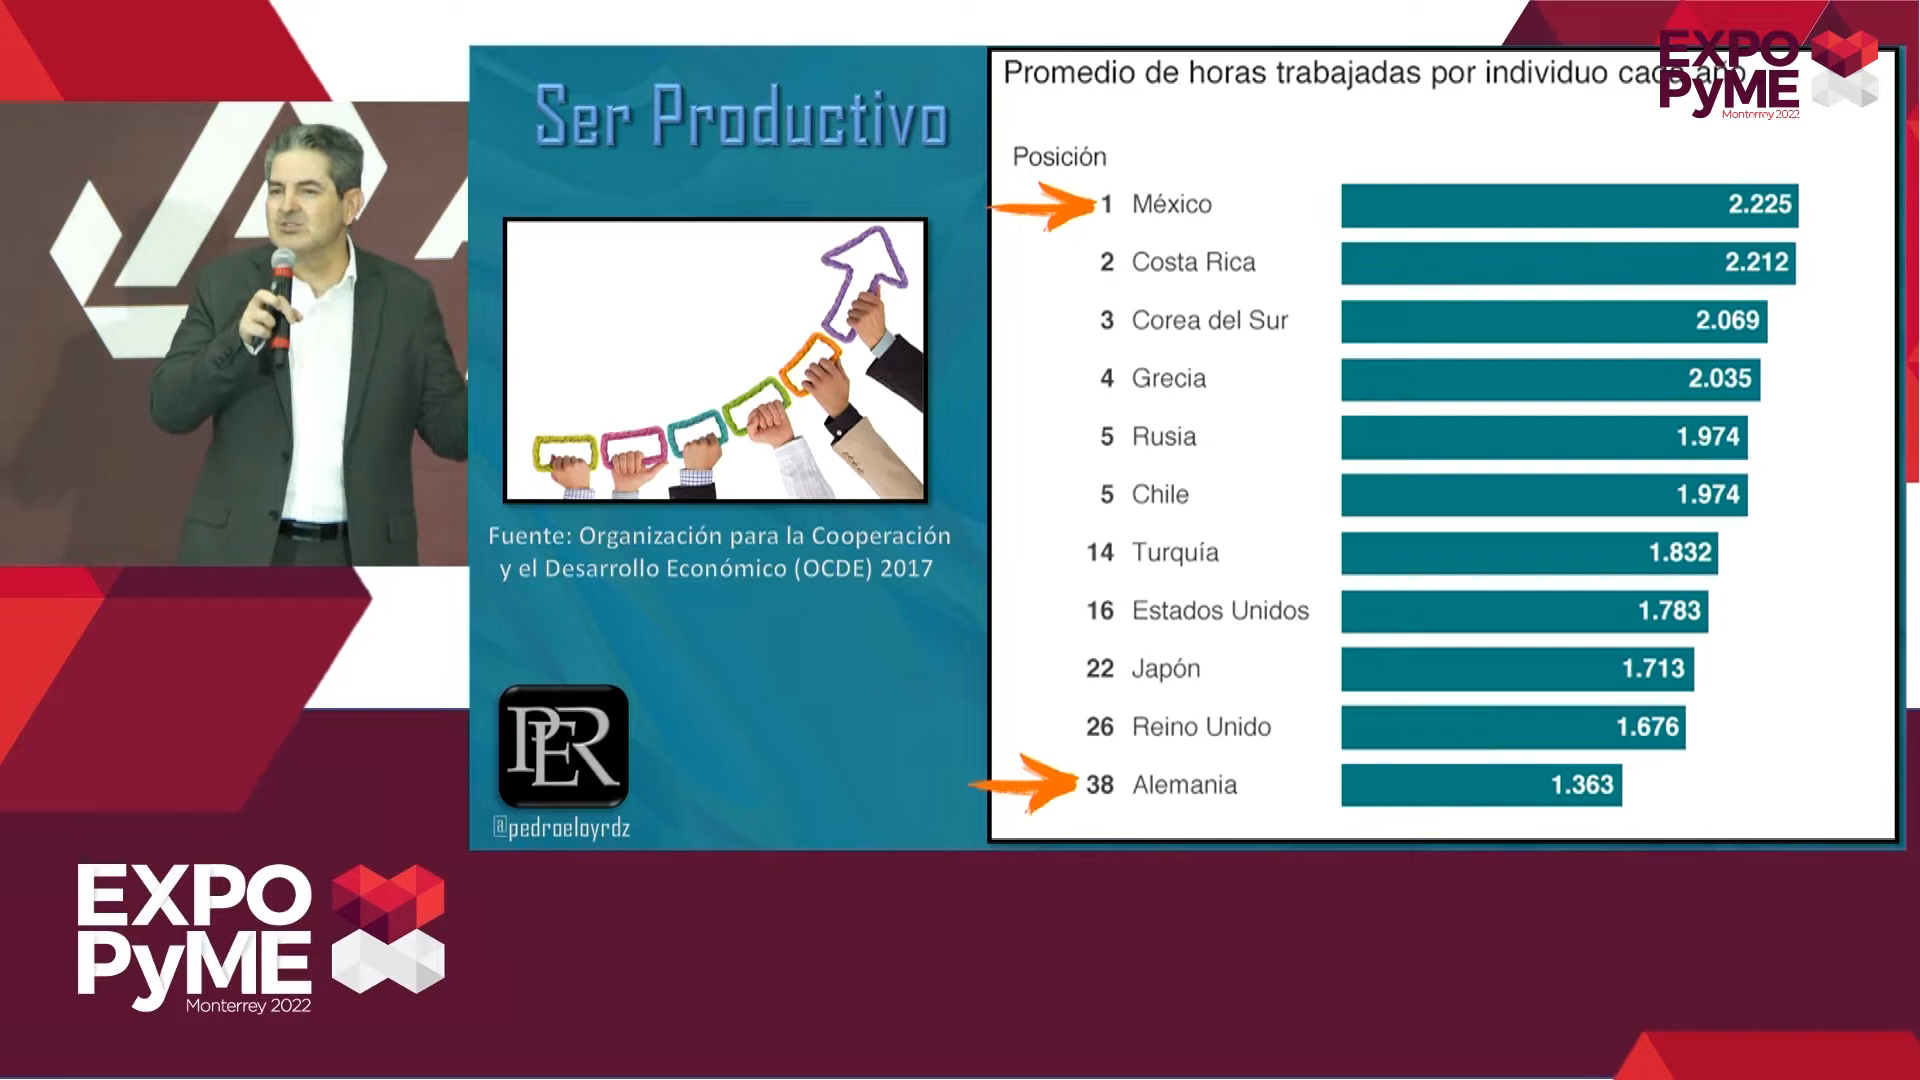 Ser Productivo
Fuente: Organización para la Cooperación
y el Desarrollo Económico (OCDE) 2017
PER
@pedroeloyrdz
Promedio de horas trabajadas por individuo cada año
Posición
1 México 2.225
2 Costa Rica 2.212
3 Corea del Sur 2.069
4 Grecia 2.035
5 Rusia 1.974
5 Chile 1.974
14 Turquía 1.832
16 Estados Unidos 1.783
22 Japón 1.713
26 Reino Unido 1.676
38 Alemania 1.363
EXPO
PyME
Monterrey 2022
EXPO
PyME
Monterrey 2022